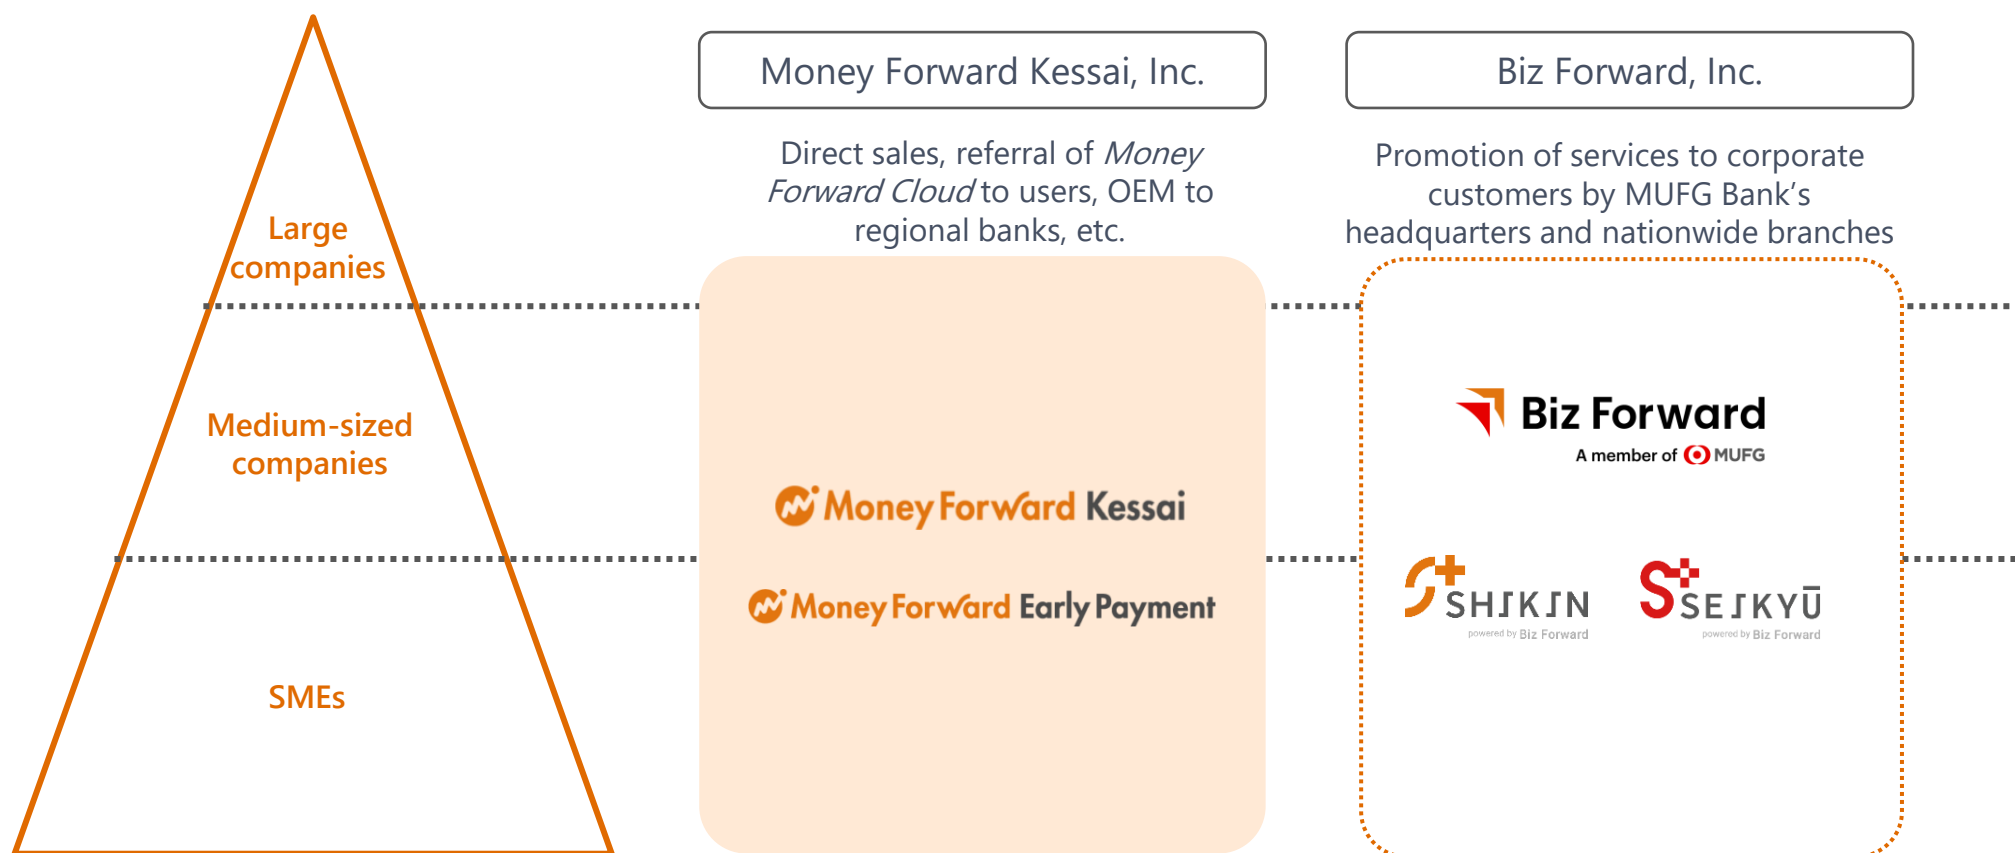 Large
companies
Medium-sized
companies
SMEs
Money Forward Kessai, Inc.
Direct sales, referral of Money
Forward Cloud to users, OEM to
regional banks, etc.
Money Forward Kessai
Money Forward Early Payment
Biz Forward, Inc.
Promotion of services to corporate
customers by MUFG Bank’s
headquarters and nationwide branches
Biz Forward
A member of MUFG
SHIKIN
powered by Biz Forward
SEIKYŪ
powered by Biz Forward